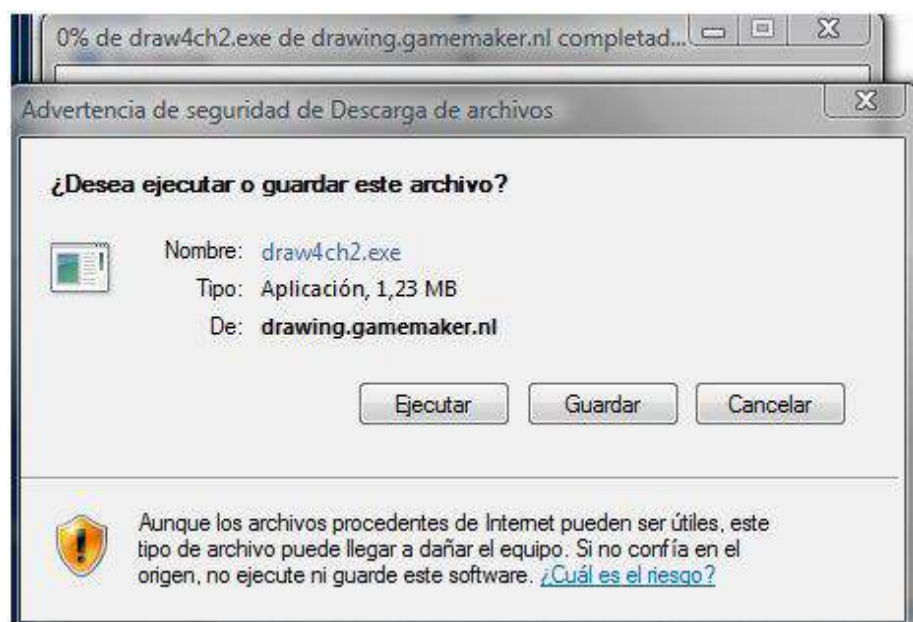 0% de draw4ch2.exe de drawing.gamemaker.nl completad...
Advertencia de seguridad de Descarga de archivos
¿Desea ejecutar o guardar este archivo?
Nombre: draw4ch2.exe
Tipo: Aplicación, 1,23 MB
De: drawing.gamemaker.nl
Ejecutar Guardar Cancelar
Aunque los archivos procedentes de Internet pueden ser útiles, este
tipo de archivo puede llegar a dañar el equipo. Si no confía en el
origen, no ejecute ni guarde este software. ¿Cuál es el riesgo?